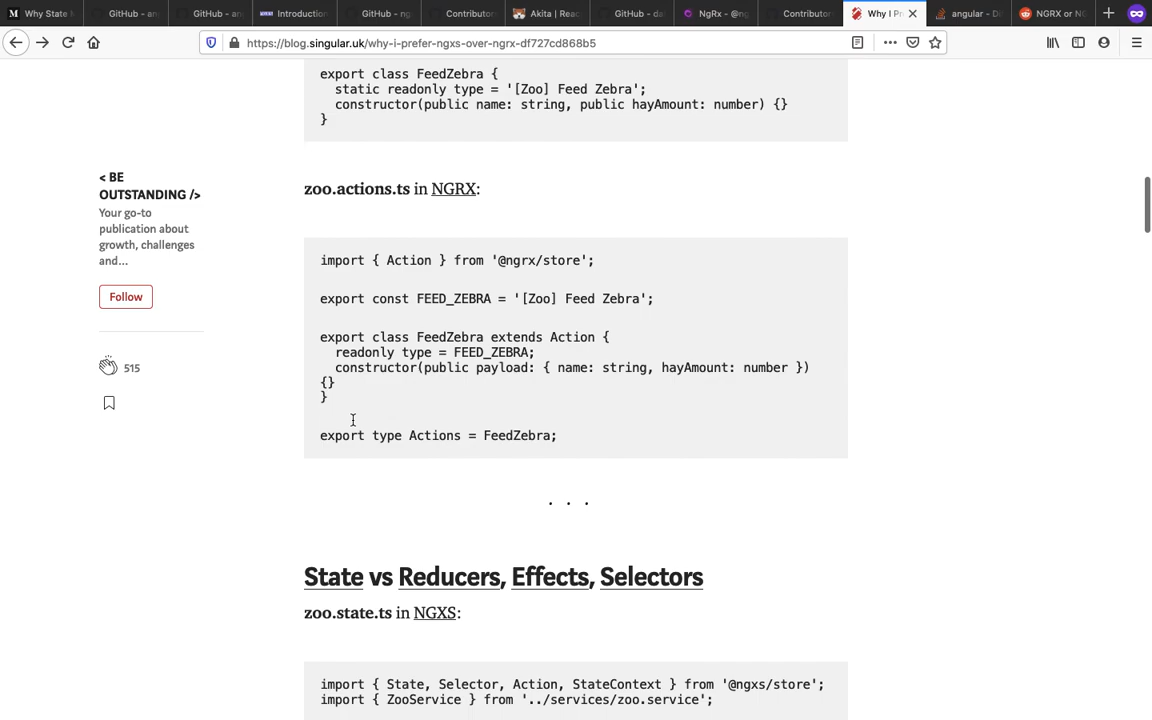 Why State M
GitHub - an
GitHub - an
Introduction
GitHub - ng
Contributor
Akita | Reac
GitHub - da
NgRx - @ng
Contributor
Why I Pr
angular - Di
NGRX or NG
https://blog.singular.uk/why-i-prefer-ngxs-over-ngrx-df727cd868b5
export class FeedZebra {
static readonly type = '[Zoo] Feed Zebra';
constructor(public name: string, public hayAmount: number) {}
}
< BE
OUTSTANDING />
Your go-to
publication about
growth, challenges
and...
Follow
515
zoo.actions.ts in NGRX:
import { Action } from '@ngrx/store';
export const FEED_ZEBRA = '[Zoo] Feed Zebra';
export class FeedZebra extends Action {
readonly type = FEED_ZEBRA;
constructor(public payload: { name: string, hayAmount: number })
{}
}
export type Actions = FeedZebra;
. . .
State vs Reducers, Effects, Selectors
zoo.state.ts in NGXS:
import { State, Selector, Action, StateContext } from '@ngxs/store';
import { ZooService } from '../services/zoo.service';